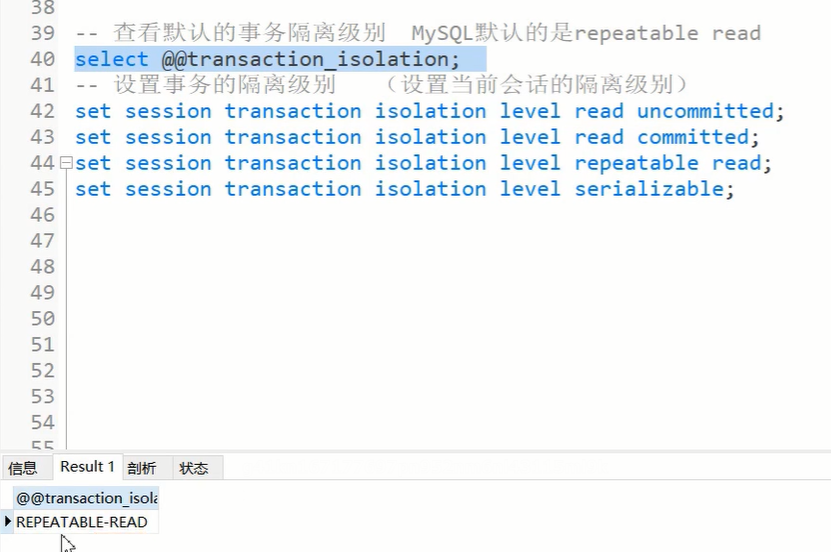 38
39 -- 查看默认的事务隔离级别 MySQL默认的是repeatable read
40 select @@transaction_isolation;
41 -- 设置事务的隔离级别 （设置当前会话的隔离级别）
42 set session transaction isolation level read uncommitted;
43 set session transaction isolation level read committed;
44 set session transaction isolation level repeatable read;
45 set session transaction isolation level serializable;
46
47
48
49
50
51
52
53
54
55
信息 Result 1 剖析 状态
@@transaction_isola
REPEATABLE-READ